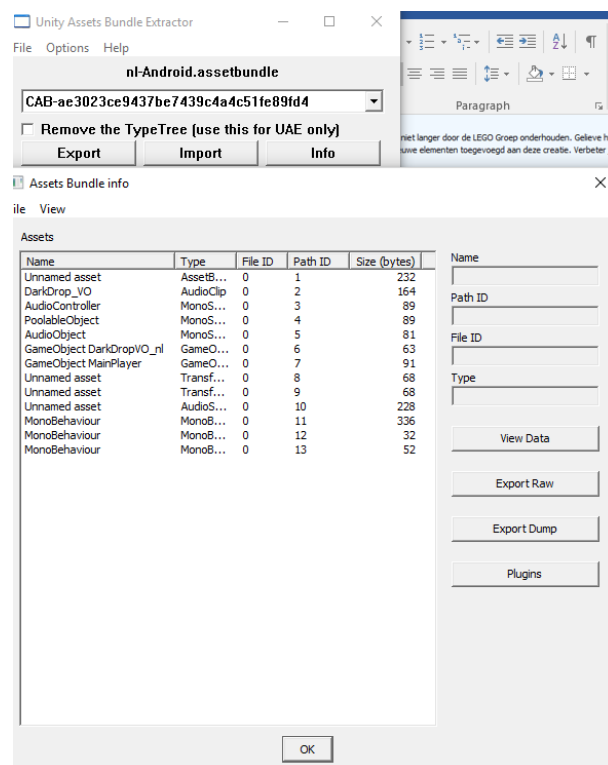 Unity Assets Bundle Extractor
File Options Help
nl-Android.assetbundle
CAB-ae3023ce9437be7439c4a4c51fe89fd4
Remove the TypeTree (use this for UAE only)
Export Import Info
Paragraph
niet langer door de LEGO Groep onderhouden. Gelieve h
uwe elementen toegevoegd aan deze creatie. Verbeter
Assets Bundle info
ile View
Assets
Name Type File ID Path ID Size (bytes)
Unnamed asset AssetB... 0 1 232
DarkDrop_VO AudioClip 0 2 164
AudioController MonoS... 0 3 89
PoolableObject MonoS... 0 4 89
AudioObject MonoS... 0 5 81
GameObject DarkDropVO_nl GameO... 0 6 63
GameObject MainPlayer GameO... 0 7 91
Unnamed asset Transf... 0 8 68
Unnamed asset Transf... 0 9 68
Unnamed asset AudioS... 0 10 228
MonoBehaviour MonoB... 0 11 336
MonoBehaviour MonoB... 0 12 32
MonoBehaviour MonoB... 0 13 52
Name
Path ID
File ID
Type
View Data
Export Raw
Export Dump
Plugins
OK